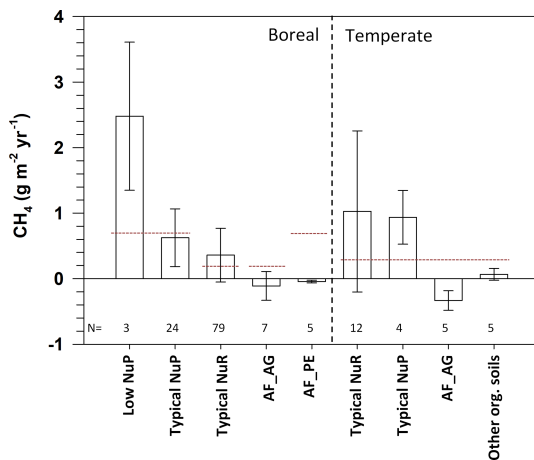 Boreal Temperate
CH₄ (g m⁻² yr⁻¹)
4
3
2
1
0
-1
N= 3 24 79 7 5 12 4 5 5
Low NuP
Typical NuP
Typical NuR
AF_AG
AF_PE
Typical NuR
Typical NuP
AF_AG
Other org. soils